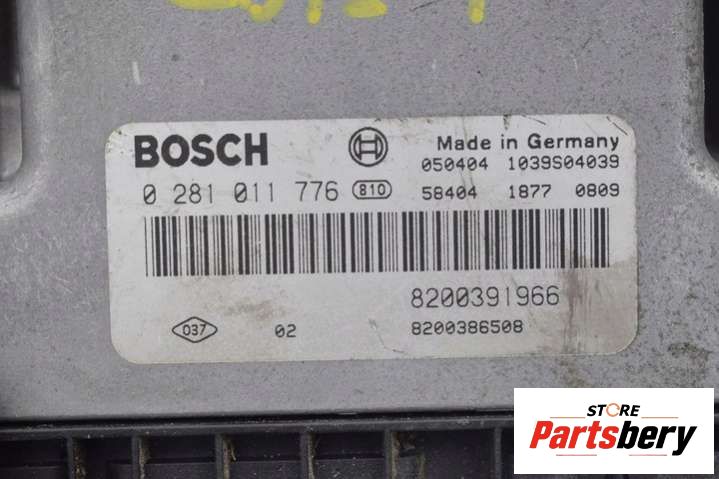 BOSCH
Made in Germany
050404 1039S04039
0 281 011 776 810
58404 1877 0809
8200391966
037 02 8200386508
STORE
Partsbery